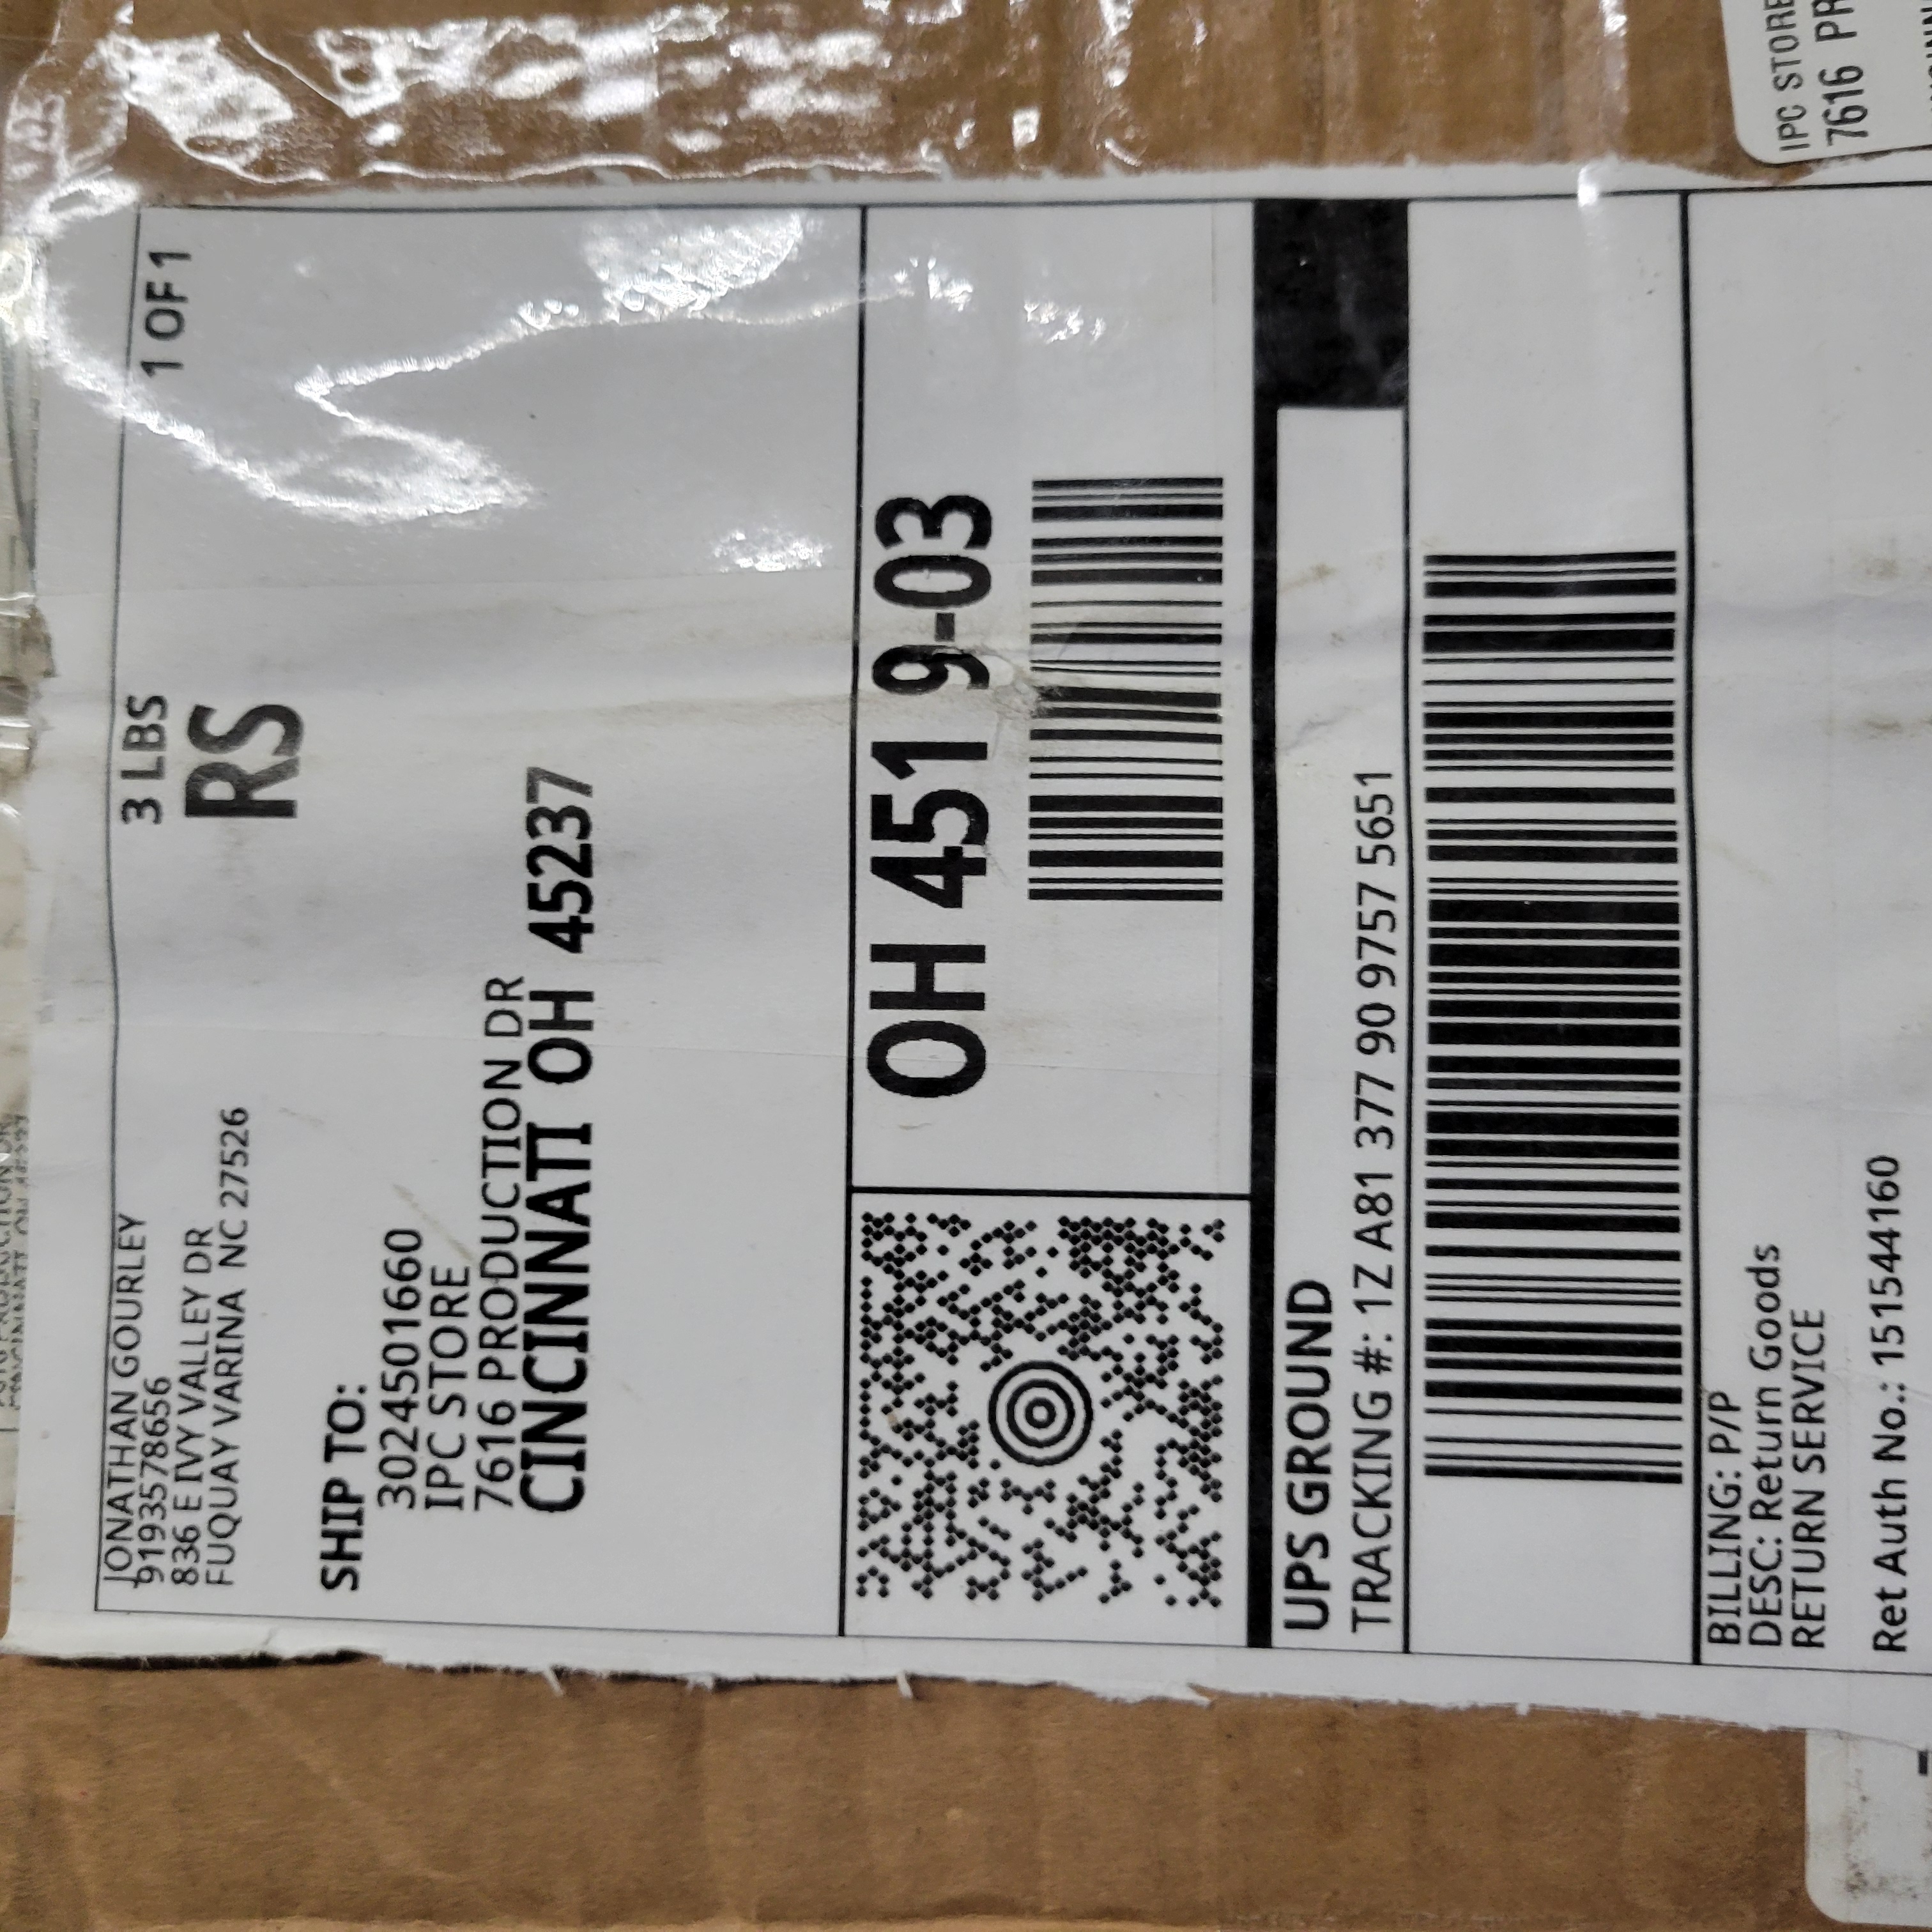 JONATHAN GOURLEY
9193578656
836 E IVY VALLEY DR
FUQUAY VARINA NC 27526
3 LBS
1 OF 1
RS
SHIP TO:
3024501660
IPC STORE
7616 PRODUCTION DR
CINCINNATI OH 45237
OH 451 9-03
UPS GROUND
TRACKING #: 1Z A81 377 90 9757 5651
BILLING: P/P
DESC: Return Goods
RETURN SERVICE
Ret Auth No.: 151544160
IPC STORE
7616 PR